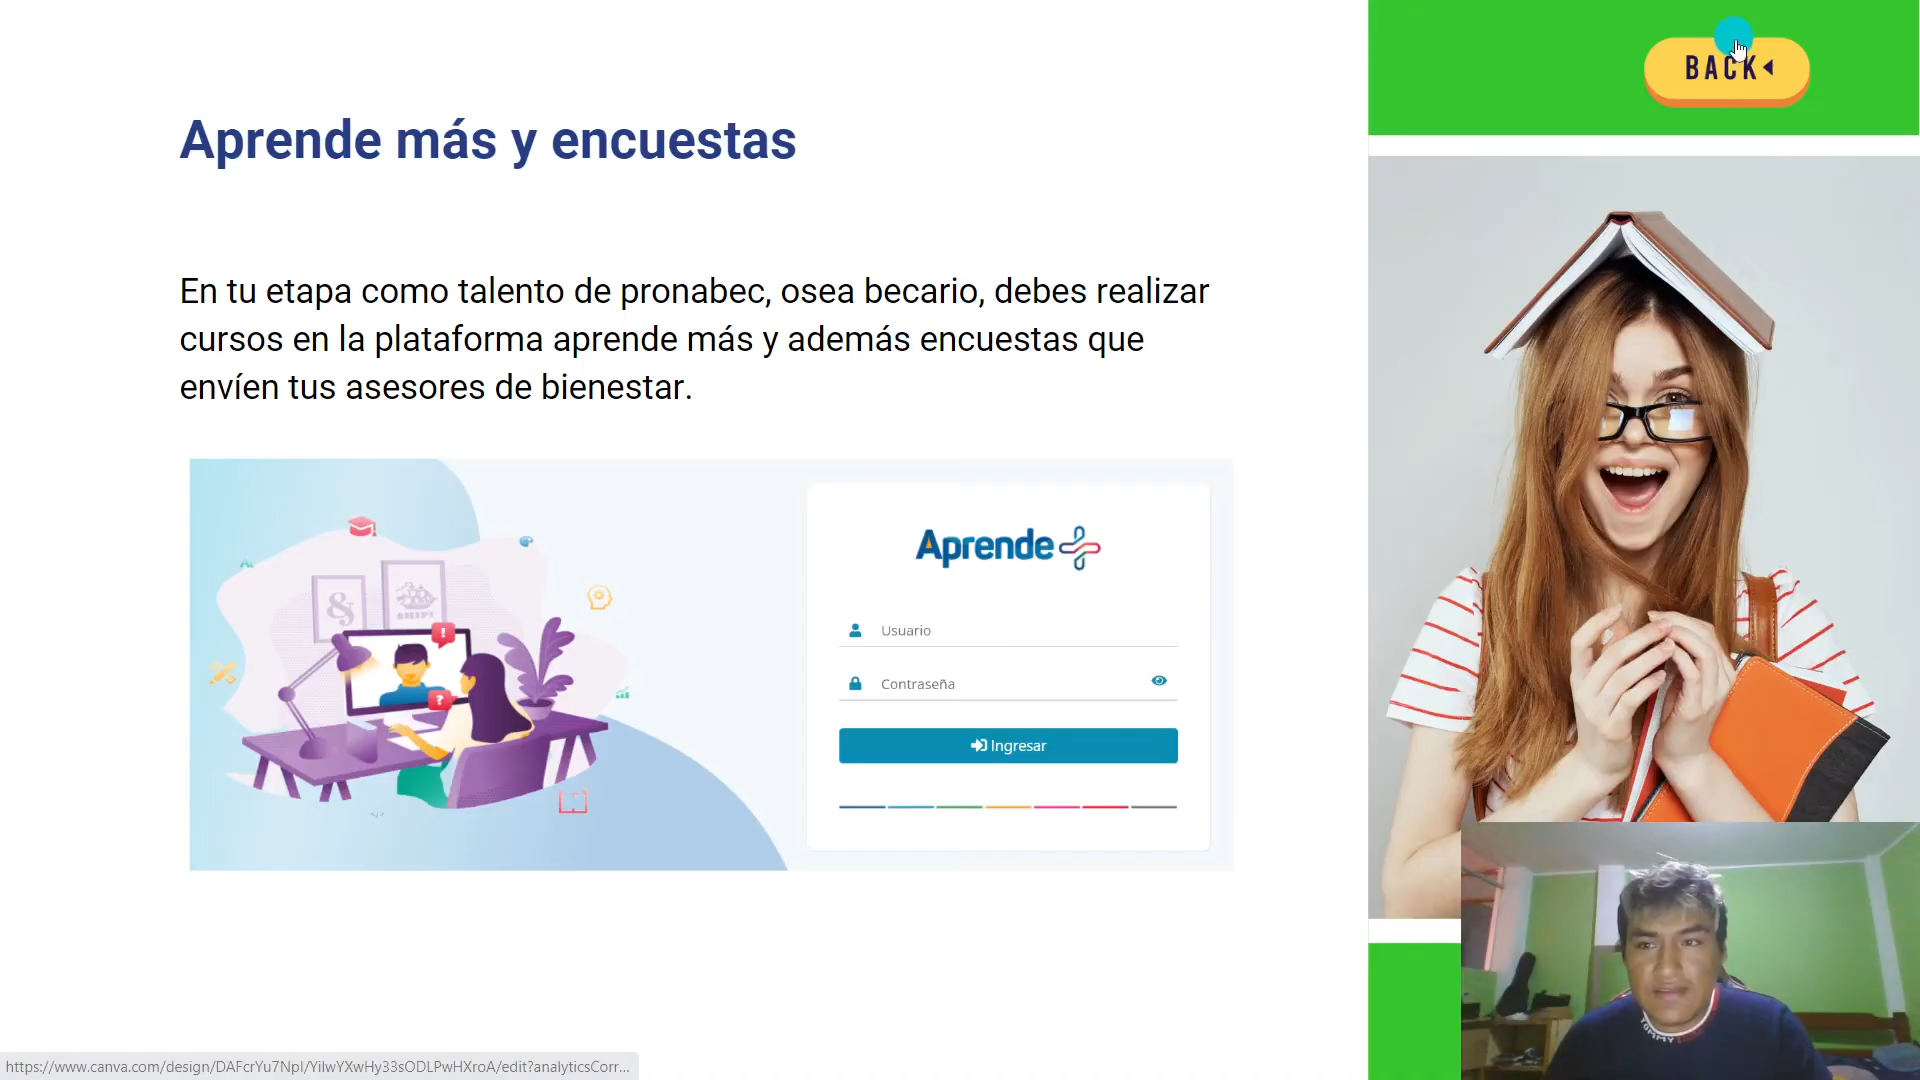 BACK
Aprende más y encuestas
En tu etapa como talento de pronabec, osea becario, debes realizar
cursos en la plataforma aprende más y además encuestas que
envíen tus asesores de bienestar.
Aprende
&
SHIP!
!
?
Usuario
Contraseña
Ingresar
TOMMY
https://www.canva.com/design/DAFcrYu7NpI/YilwYXwHy33sODLPwHXroA/edit?analyticsCorr...